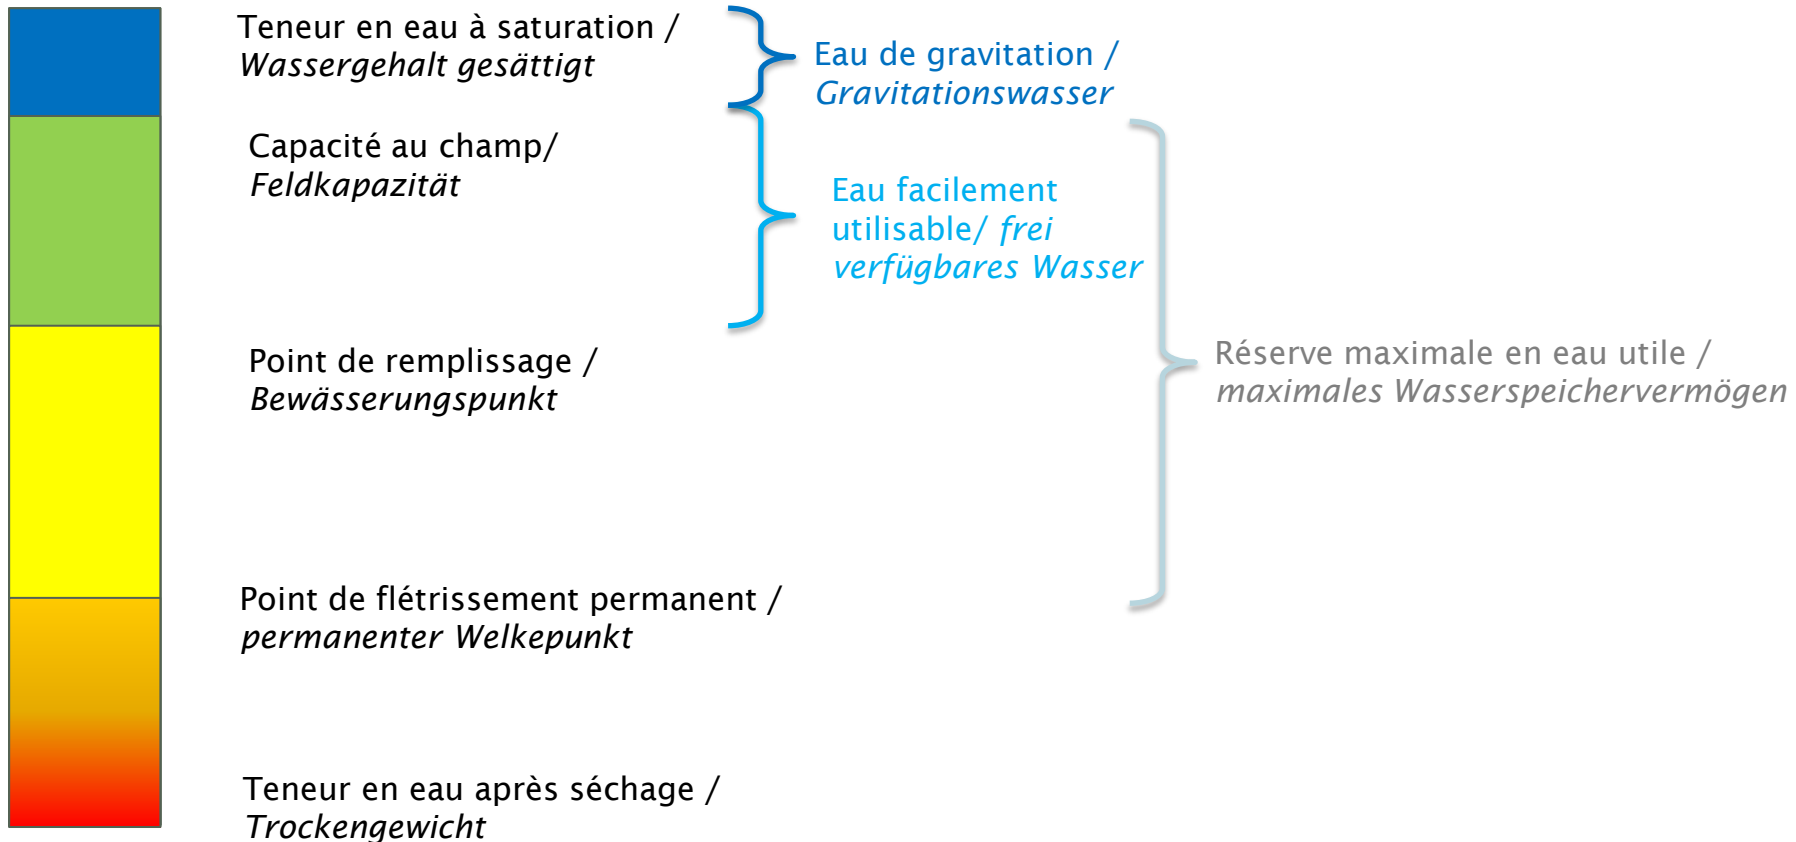 Teneur en eau à saturation /
Wassergehalt gesättigt
Eau de gravitation /
Gravitationswasser
Capacité au champ/
Feldkapazität
Eau facilement
utilisable/ frei
verfügbares Wasser
Point de remplissage /
Bewässerungspunkt
Réserve maximale en eau utile /
maximales Wasserspeichervermögen
Point de flétrissement permanent /
permanenter Welkepunkt
Teneur en eau après séchage /
Trockengewicht